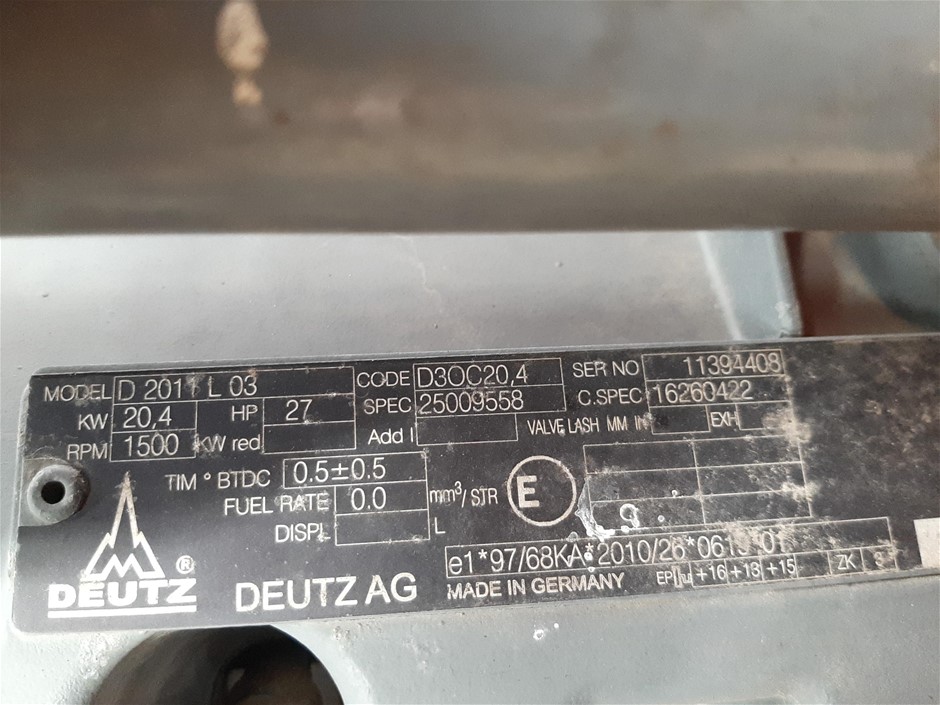 MODEL D 2011 L 03 CODE D3OC20,4 SER NO 11394408
KW 20,4 HP 27 SPEC 25009558 C.SPEC 16260422
RPM 1500 KW red Add I VALVE LASH MM IN EXH
TIM ° BTDC 0.5±0.5
FUEL RATE 0.0 mm³/STR E
DISPL L
DEUTZ ® DEUTZ AG
e1*97/68KA*2010/26*
MADE IN GERMANY EP +16 +13 +15 ZK